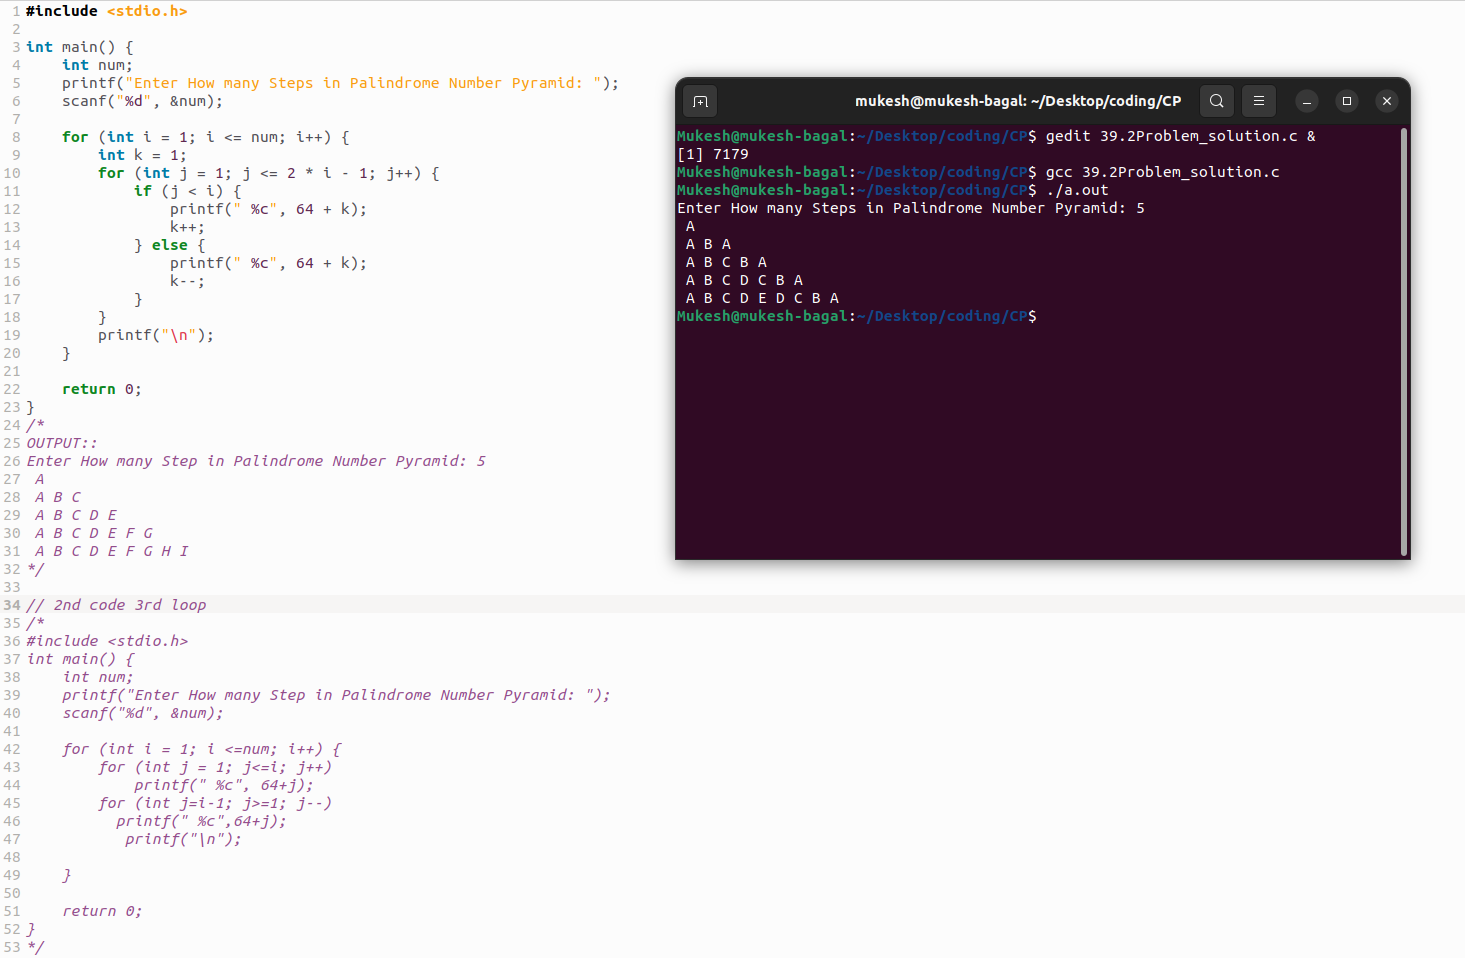 1 #include <stdio.h>
2
3 int main() {
4     int num;
5     printf("Enter How many Steps in Palindrome Number Pyramid: ");
6     scanf("%d", &num);
7
8     for (int i = 1; i <= num; i++) {
9         int k = 1;
10         for (int j = 1; j <= 2 * i - 1; j++) {
11             if (j < i) {
12                 printf(" %c", 64 + k);
13                 k++;
14             } else {
15                 printf(" %c", 64 + k);
16                 k--;
17             }
18         }
19         printf("\n");
20     }
21
22     return 0;
23 }
24 /*
25 OUTPUT::
26 Enter How many Step in Palindrome Number Pyramid: 5
27  A
28  A B C
29  A B C D E
30  A B C D E F G
31  A B C D E F G H I
32 */
33
34 // 2nd code 3rd loop
35 /*
36 #include <stdio.h>
37 int main() {
38     int num;
39     printf("Enter How many Step in Palindrome Number Pyramid: ");
40     scanf("%d", &num);
41
42     for (int i = 1; i <=num; i++) {
43         for (int j = 1; j<=i; j++)
44             printf(" %c", 64+j);
45         for (int j=i-1; j>=1; j--)
46           printf(" %c",64+j);
47            printf("\n");
48
49     }
50
51     return 0;
52 }
53 */
mukesh@mukesh-bagal: ~/Desktop/coding/CP
Mukesh@mukesh-bagal:~/Desktop/coding/CP$ gedit 39.2Problem_solution.c &
[1] 7179
Mukesh@mukesh-bagal:~/Desktop/coding/CP$ gcc 39.2Problem_solution.c
Mukesh@mukesh-bagal:~/Desktop/coding/CP$ ./a.out
Enter How many Steps in Palindrome Number Pyramid: 5
 A
 A B A
 A B C B A
 A B C D C B A
 A B C D E D C B A
Mukesh@mukesh-bagal:~/Desktop/coding/CP$